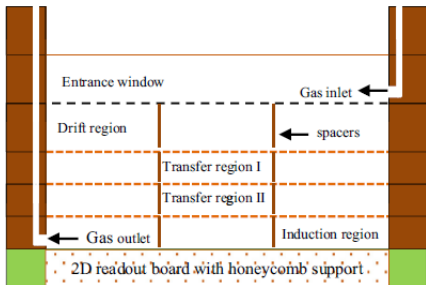 Entrance window
Gas inlet
Drift region
spacers
Transfer region I
Transfer region II
Gas outlet
Induction region
2D readout board with honeycomb support